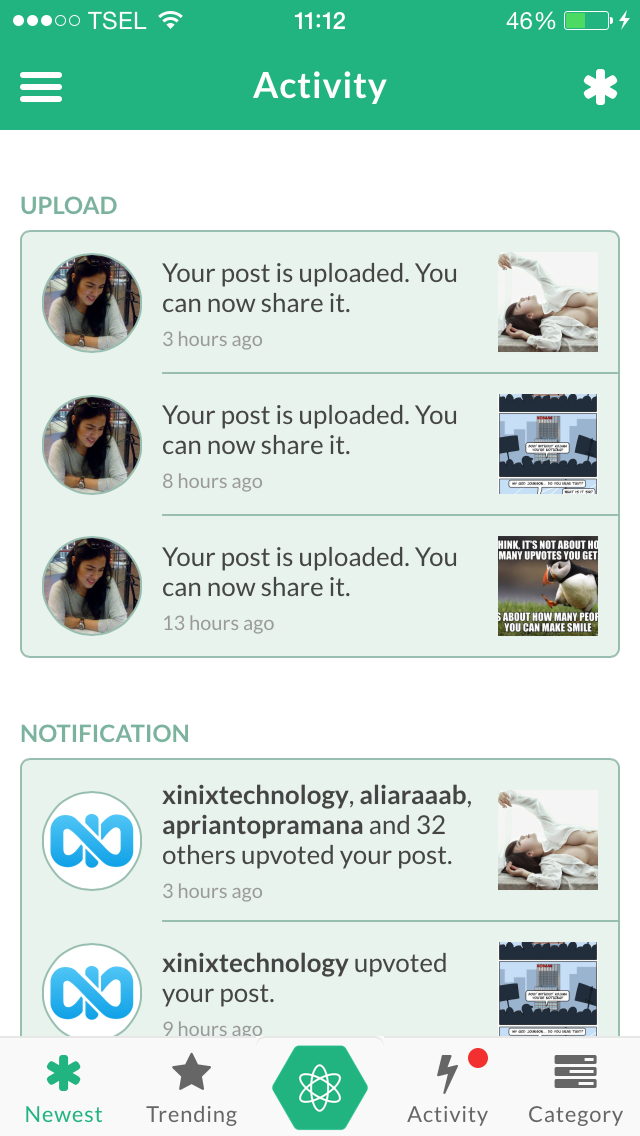 TSEL 11:12 46%
Activity
UPLOAD
Your post is uploaded. You
can now share it.
3 hours ago
Your post is uploaded. You
can now share it.
8 hours ago
Your post is uploaded. You
can now share it.
13 hours ago
HINK, IT'S NOT ABOUT HO
MANY UPVOTES YOU GET
S ABOUT HOW MANY PEOP
YOU CAN MAKE SMILE
NOTIFICATION
xinixtechnology, aliaraaab,
apriantopramana and 32
others upvoted your post.
3 hours ago
xinixtechnology upvoted
your post.
9 hours ago
Newest Trending Activity Category